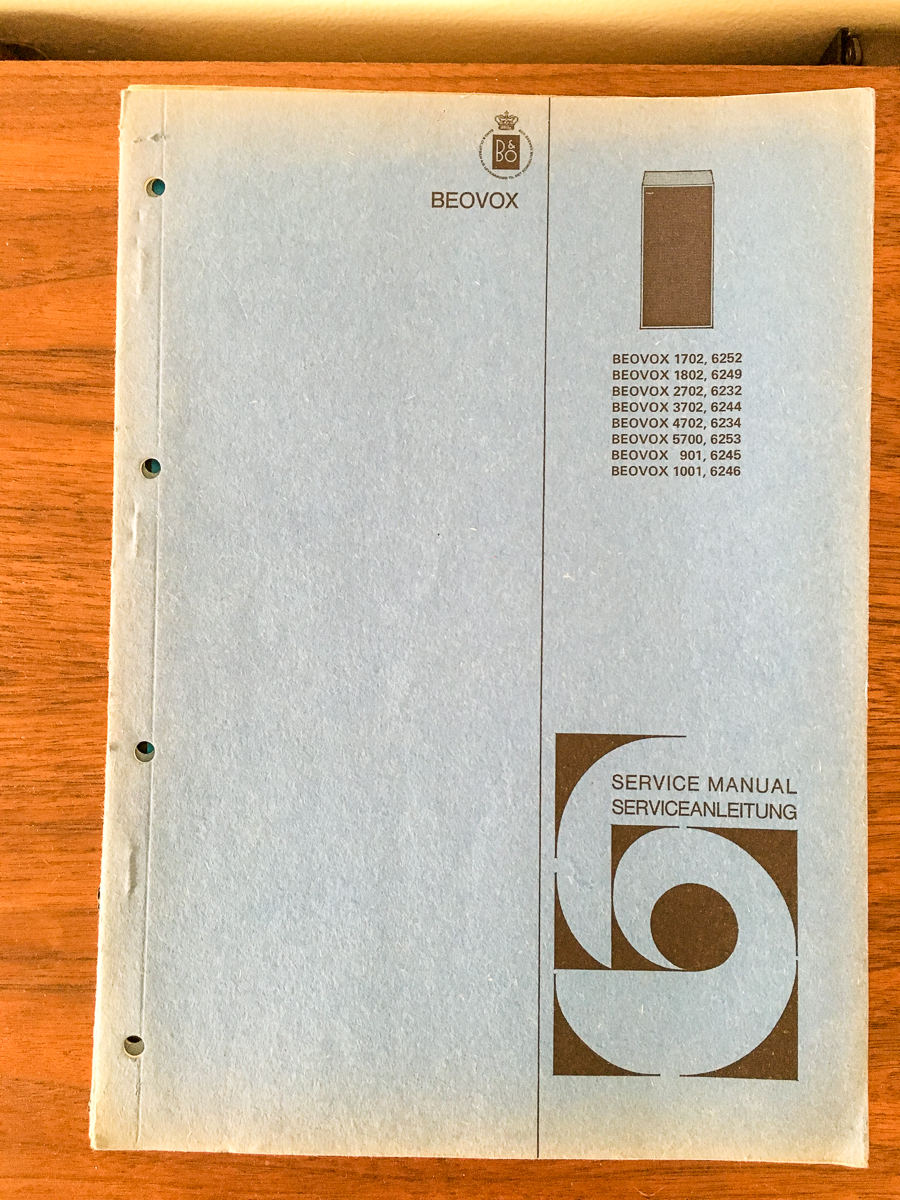 B&O
BEOVOX
BEOVOX 1702, 6252
BEOVOX 1802, 6249
BEOVOX 2702, 6232
BEOVOX 3702, 6244
BEOVOX 4702, 6234
BEOVOX 5700, 6253
BEOVOX 901, 6245
BEOVOX 1001, 6246
SERVICE MANUAL
SERVICEANLEITUNG